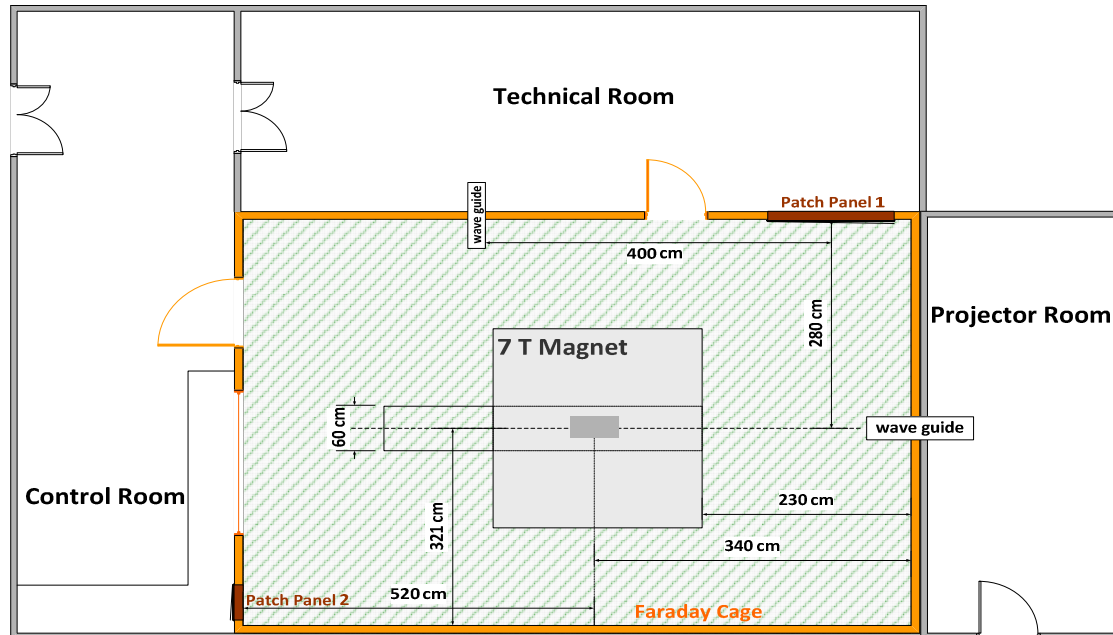 Technical Room
wave guide
Patch Panel 1
400 cm
280 cm
Projector Room
7 T Magnet
60 cm
wave guide
Control Room
230 cm
321 cm
340 cm
520 cm
Patch Panel 2
Faraday Cage